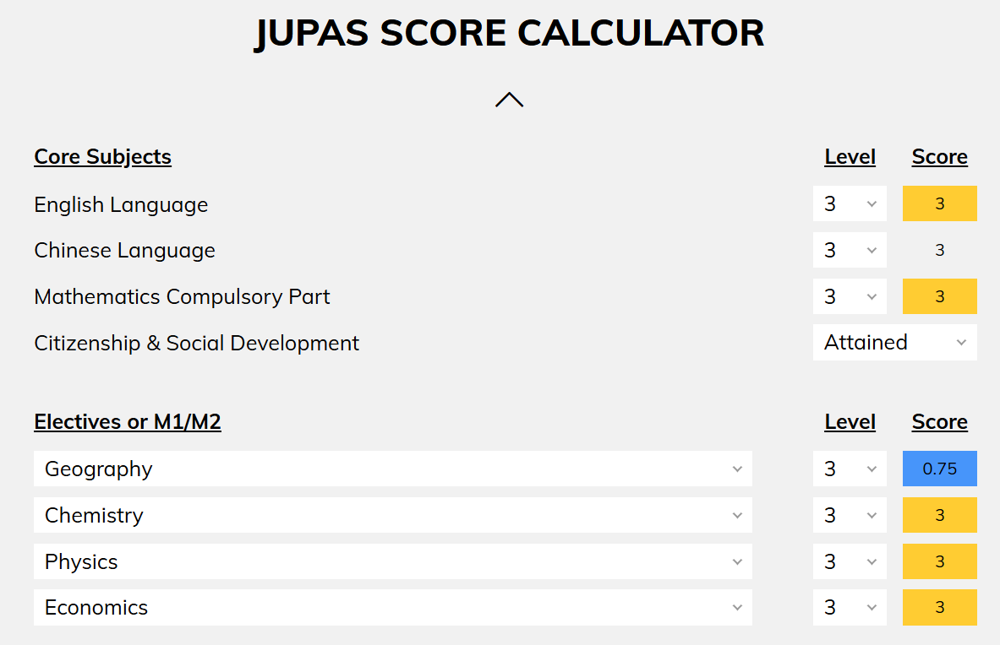 JUPAS SCORE CALCULATOR
Core Subjects Level Score
English Language 3 3
Chinese Language 3 3
Mathematics Compulsory Part 3 3
Citizenship & Social Development Attained
Electives or M1/M2 Level Score
Geography 3 0.75
Chemistry 3 3
Physics 3 3
Economics 3 3